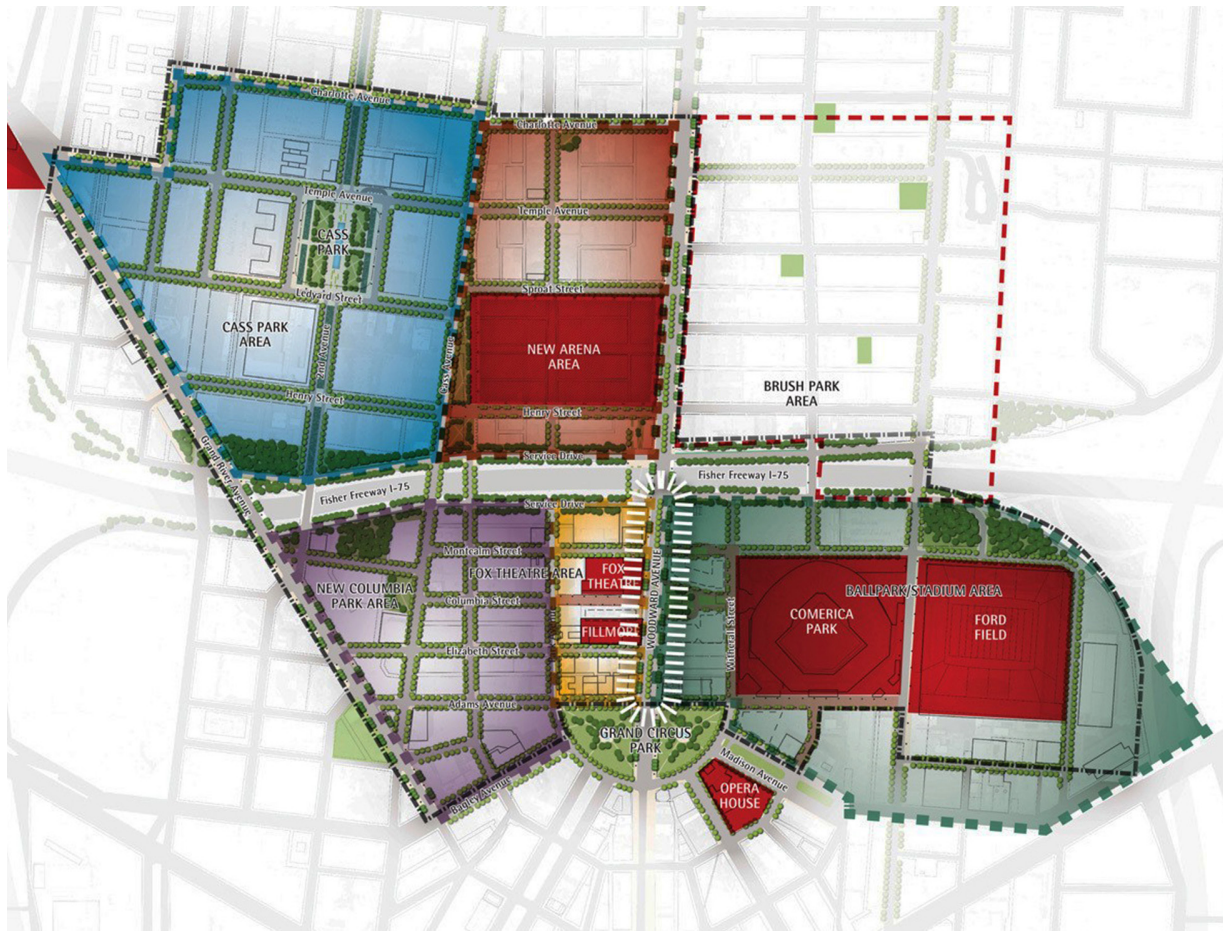 Charlotte Avenue
Charlotte Avenue
Temple Avenue
Temple Avenue
CASS
PARK
Ledyard Street
Sproat Street
CASS PARK
AREA
2nd Avenue
Cass Avenue
NEW ARENA
AREA
BRUSH PARK
AREA
Henry Street
Henry Street
Grand River Avenue
Service Drive
Fisher Freeway I-75
Fisher Freeway I-75
Service Drive
Montcalm Street
FOX THEATRE AREA
FOX
THEATRE
WOODWARD AVENUE
NEW COLUMBIA
PARK AREA
Columbia Street
BALLPARK/STADIUM AREA
COMERICA
PARK
FORD
FIELD
Witherall Street
FILLMORE
Elizabeth Street
Adams Avenue
GRAND CIRCUS
PARK
Madison Avenue
OPERA
HOUSE
Bagley Avenue